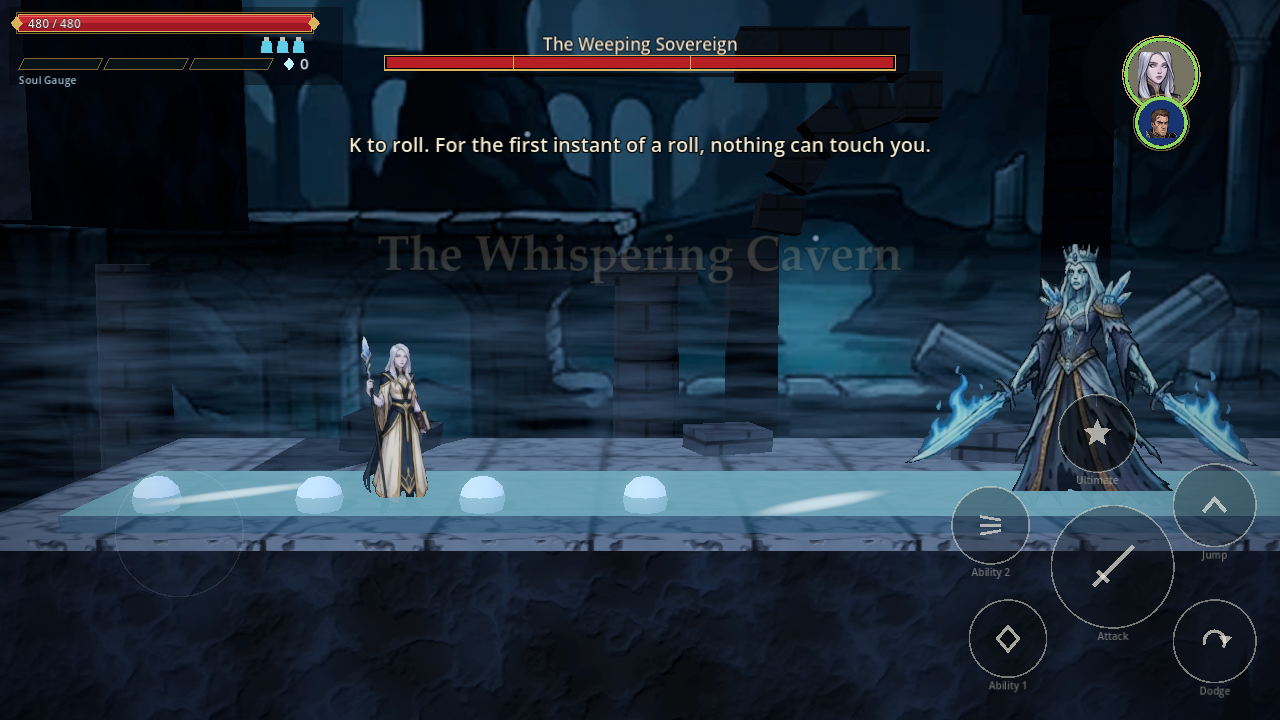 480 / 480
The Weeping Sovereign
0
Soul Gauge
K to roll. For the first instant of a roll, nothing can touch you.
The Whispering Cavern
Ultimate
Jump
Ability 2
Attack
Ability 1
Dodge